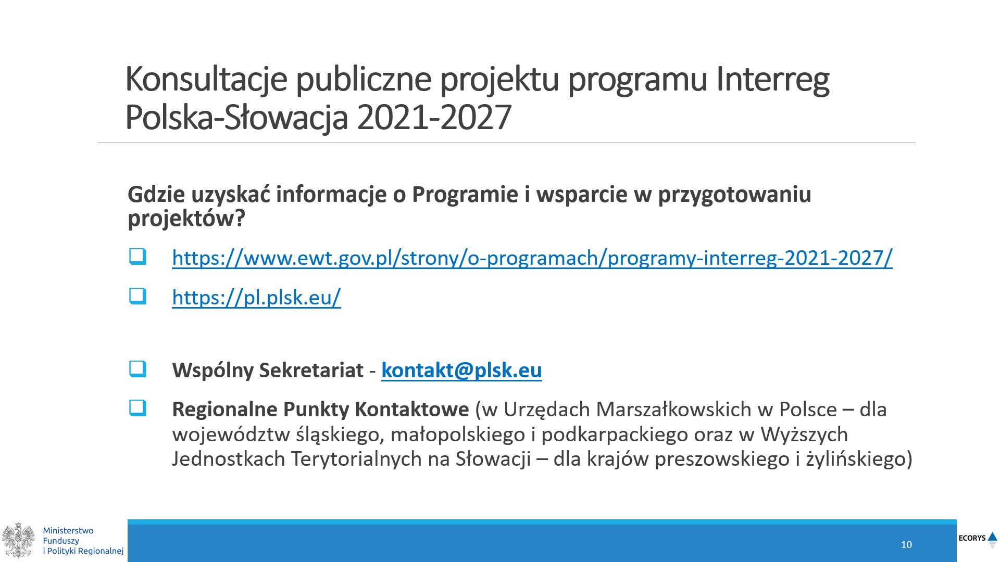 Konsultacje publiczne projektu programu Interreg
Polska-Słowacja 2021-2027
Gdzie uzyskać informacje o Programie i wsparcie w przygotowaniu
projektów?
https://www.ewt.gov.pl/strony/o-programach/programy-interreg-2021-2027/
https://pl.plsk.eu/
Wspólny Sekretariat - kontakt@plsk.eu
Regionalne Punkty Kontaktowe (w Urzędach Marszałkowskich w Polsce – dla
województw śląskiego, małopolskiego i podkarpackiego oraz w Wyższych
Jednostkach Terytorialnych na Słowacji – dla krajów preszowskiego i żylińskiego)
Ministerstwo
Funduszy
i Polityki Regionalnej
10
ECORYS